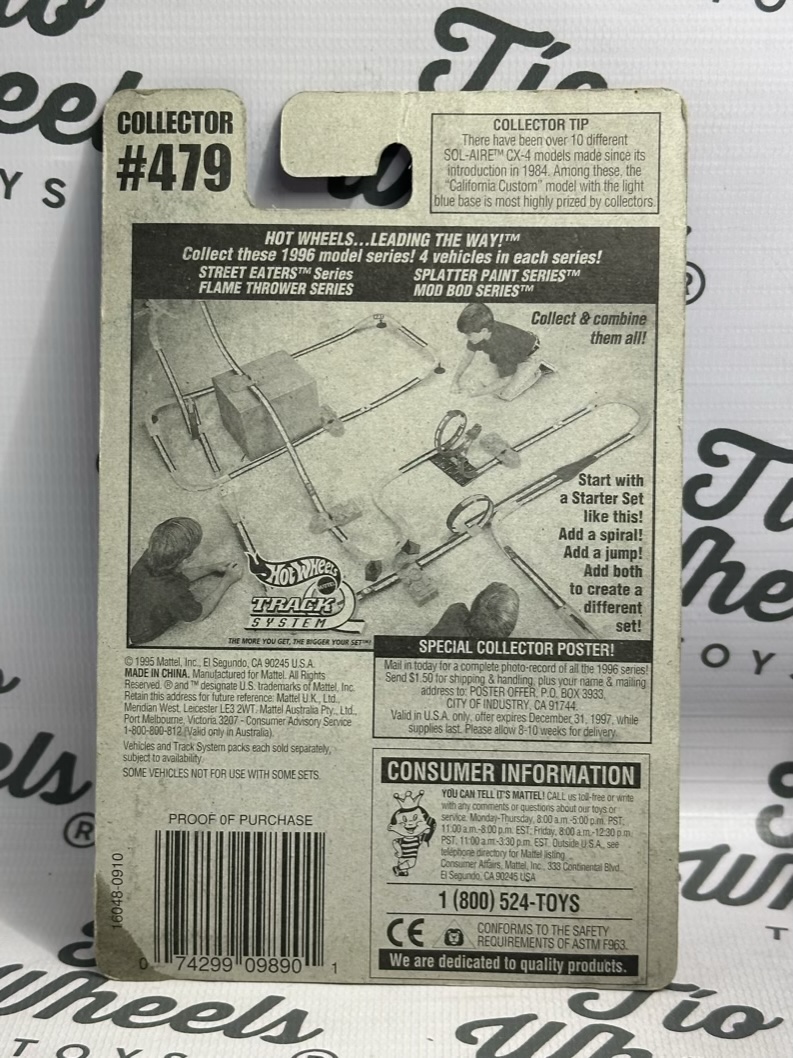 COLLECTOR
#479
COLLECTOR TIP
There have been over 10 different
SOL-AIRE™ CX-4 models made since its
introduction in 1984. Among these, the
"California Custom" model with the light
blue base is most highly prized by collectors.
HOT WHEELS...LEADING THE WAY!™
Collect these 1996 model series! 4 vehicles in each series!
STREET EATERS™ Series
SPLATTER PAINT SERIES™
FLAME THROWER SERIES
MOD BOD SERIES™
Collect & combine
them all!
Start with
a Starter Set
like this!
Add a spiral!
Add a jump!
Add both
to create a
different
set!
Hot Wheels
TRACK
SYSTEM
THE MORE YOU GET, THE BIGGER YOUR SET™!
© 1995 Mattel, Inc., El Segundo, CA 90245 U.S.A.
MADE IN CHINA. Manufactured for Mattel. All Rights
Reserved. ® and ™ designate U.S. trademarks of Mattel, Inc.
Retain this address for future reference: Mattel U.K., Ltd.,
Meridian West, Leicester LE3 2WT. Mattel Australia Pty., Ltd.,
Port Melbourne, Victoria 3207 - Consumer Advisory Service
1-800-800-812 (Valid only in Australia).
Vehicles and Track System packs each sold separately,
subject to availability.
SOME VEHICLES NOT FOR USE WITH SOME SETS.
SPECIAL COLLECTOR POSTER!
Mail in today for a complete photo-record of all the 1996 series!
Send $1.50 for shipping & handling, plus your name & mailing
address to: POSTER OFFER, P.O. BOX 3933,
CITY OF INDUSTRY, CA 91744.
Valid in U.S.A. only, offer expires December 31, 1997, while
supplies last. Please allow 8-10 weeks for delivery.
CONSUMER INFORMATION
YOU CAN TELL IT'S MATTEL! CALL us toll-free or write
with any comments or questions about our toys or
service. Monday-Thursday, 8:00 a.m.-5:00 p.m. PST;
11:00 a.m.-8:00 p.m. EST; Friday, 8:00 a.m.-12:30 p.m.
PST; 11:00 a.m.-3:30 p.m. EST. Outside U.S.A., see
telephone directory for Mattel listing.
Consumer Affairs, Mattel, Inc., 333 Continental Blvd.,
El Segundo, CA 90245 USA
1 (800) 524-TOYS
CE
CONFORMS TO THE SAFETY
REQUIREMENTS OF ASTM F963.
We are dedicated to quality products.
PROOF OF PURCHASE
16048-0910
0 74299 09890 1
Tio
Wheels
TOYS
®